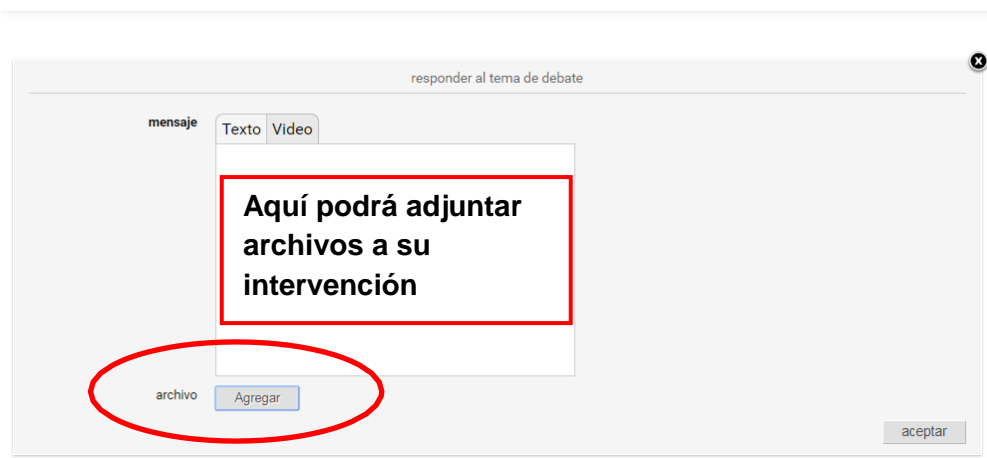 responder al tema de debate
mensaje
Texto Video
Aquí podrá adjuntar
archivos a su
intervención
archivo Agregar
aceptar